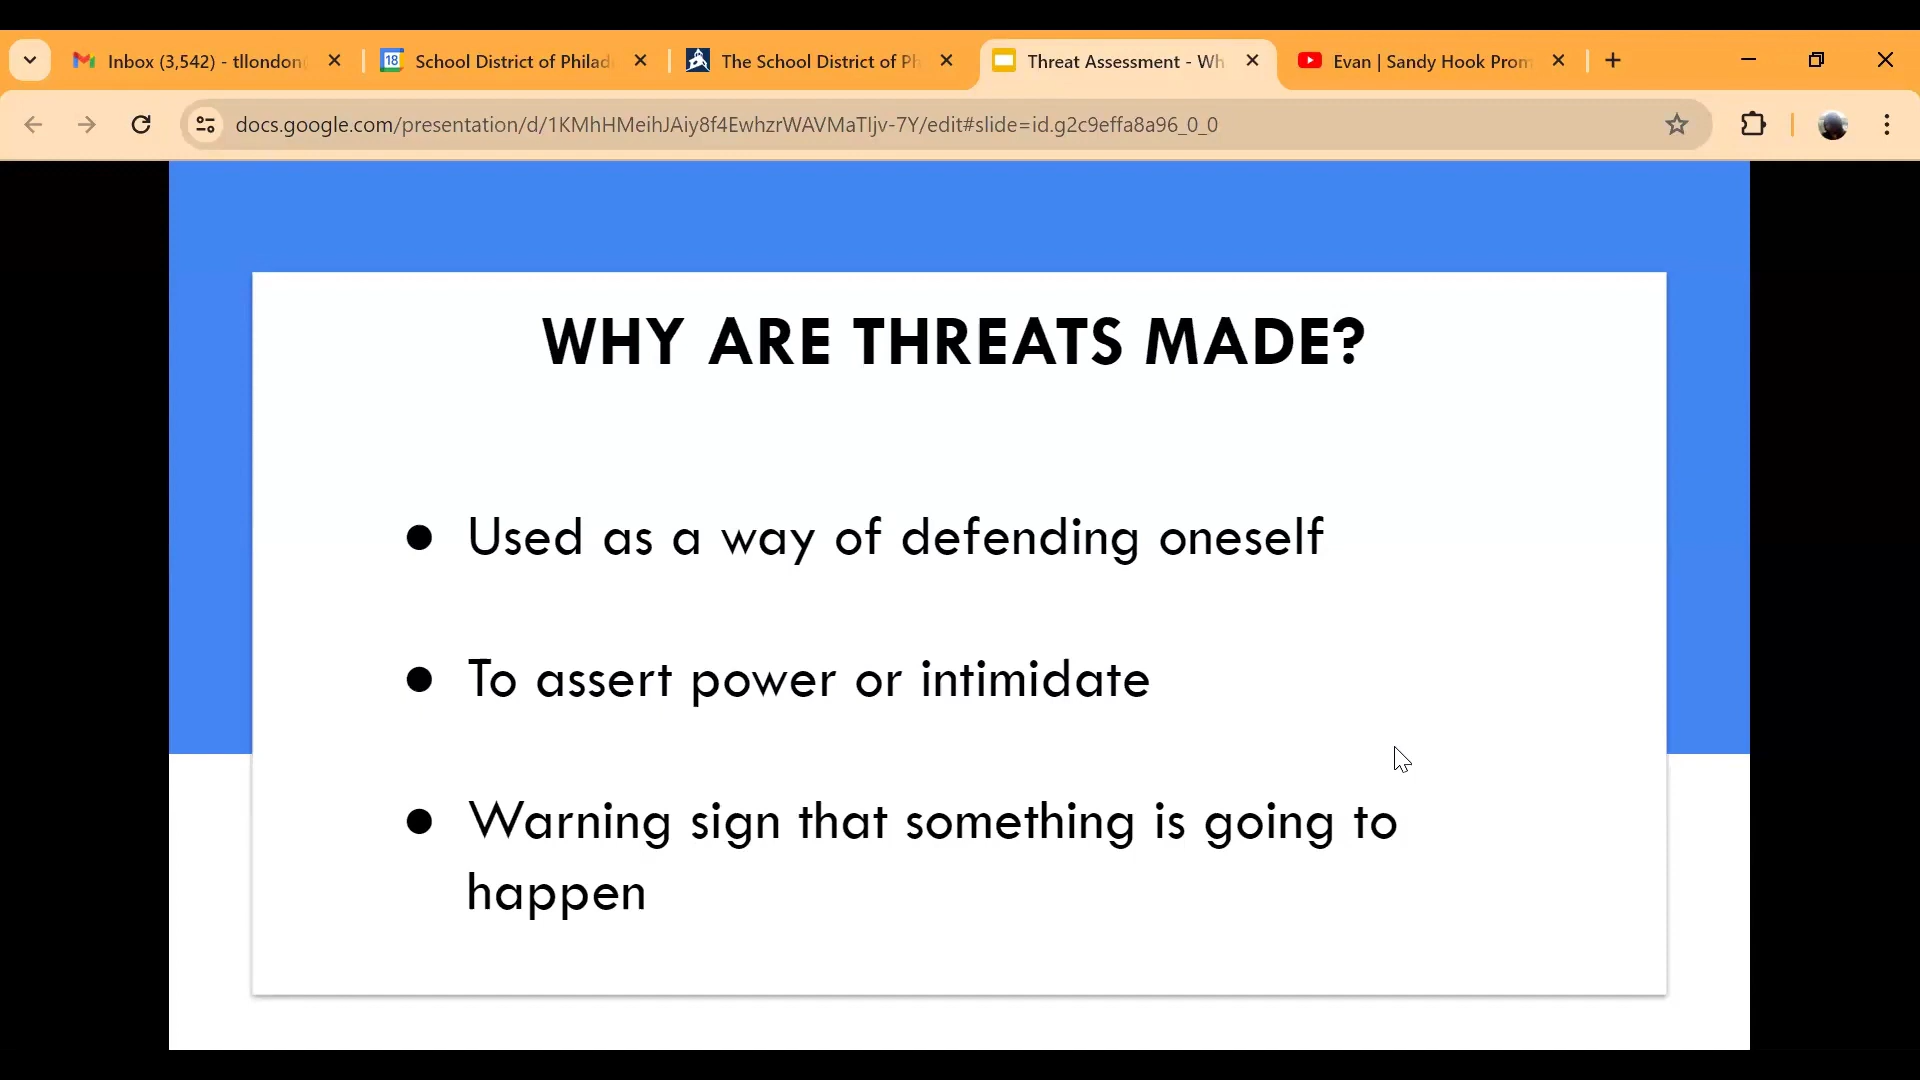 Inbox (3,542) - tllondon
School District of Philad
The School District of Ph
Threat Assessment - Wh
Evan | Sandy Hook Prom
docs.google.com/presentation/d/1KMhHMeihJAiy8f4EwhzrWAVMaTIjv-7Y/edit#slide=id.g2c9effa8a96_0_0
WHY ARE THREATS MADE?
● Used as a way of defending oneself
● To assert power or intimidate
● Warning sign that something is going to
happen